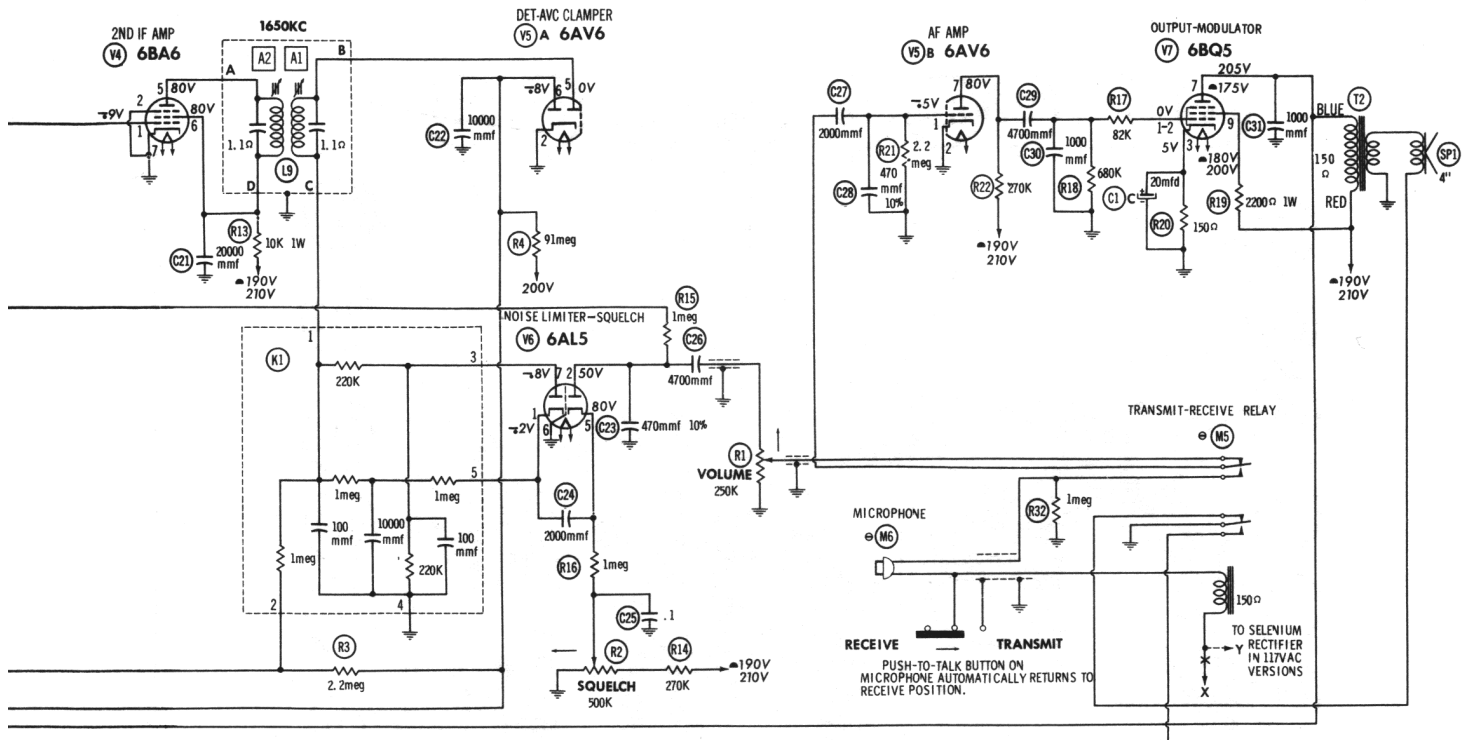 2ND IF AMP
V4 6BA6
1650KC
DET-AVC CLAMPER
V5 A 6AV6
AF AMP
V5 B 6AV6
OUTPUT-MODULATOR
V7 6BQ5
A2 A1
A
B
5 80V
2
-.9V
1
80V
6
7
1.1Ω
1.1Ω
L9
D
C
R13
10K 1W
C21
20000
mmf
190V
210V
-.8V
6
5
0V
2
C22
10000
mmf
R4
91meg
200V
C27
2000mmf
-.5V
7
80V
1
2
R21
2.2
meg
470
mmf
10%
C28
C29
4700mmf
R22
270K
190V
210V
C30
1000
mmf
R18
680K
R17
82K
205V
175V
7
0V
1-2
9
3
5V
180V
200V
20mfd
C1 C
R20
150Ω
R19
2200Ω 1W
C31
1000
mmf
BLUE
T2
150
Ω
RED
SP1
4"
190V
210V
NOISE LIMITER-SQUELCH
V6 6AL5
R15
1meg
C26
4700mmf
K1
1
3
220K
-.8V
7
2
50V
1
80V
6
5
-.2V
C23
470mmf 10%
5
1meg
1meg
100
mmf
10000
mmf
100
mmf
1meg
220K
2
4
C24
2000mmf
R16
1meg
C25
.1
R3
2.2meg
R2
SQUELCH
500K
R14
270K
190V
210V
R1
VOLUME
250K
TRANSMIT-RECEIVE RELAY
M5
R32
1meg
MICROPHONE
M6
150Ω
RECEIVE
TRANSMIT
PUSH-TO-TALK BUTTON ON
MICROPHONE AUTOMATICALLY RETURNS TO
RECEIVE POSITION.
TO SELENIUM
Y RECTIFIER
IN 117VAC
VERSIONS
X